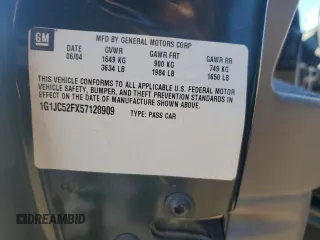 GM
MFD BY GENERAL MOTORS CORP
DATE GVWR GAWR FRT GAWR RR
06/04 1649 KG 900 KG 749 KG
3634 LB 1984 LB 1650 LB
THIS VEHICLE CONFORMS TO ALL APPLICABLE U.S. FEDERAL MOTOR
VEHICLE SAFETY, BUMPER, AND THEFT PREVENTION STANDARDS IN
EFFECT ON THE DATE OF MANUFACTURE SHOWN ABOVE.
1G1JC52FX57128909
TYPE: PASS CAR
DREAMBID